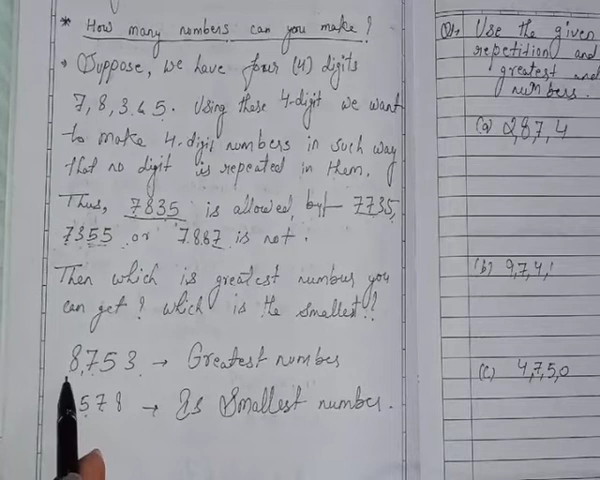 * How many numbers can you make?
→ Suppose, we have four (4) digits
7, 8, 3 & 5. Using these 4-digit we want
to make 4-digit numbers in such way
that no digit is repeated in them.
Thus, 7835 is allowed, but 7735,
7355 or 7887 is not.
Then which is greatest number you
can get? which is the smallest?
8,753 → Greatest number
578 → Is Smallest number.
Q1. Use the given
repetition and
greatest and
numbers.
(a) 2,8,7,4
(b) 9,7,4,1
(c) 4,7,5,0